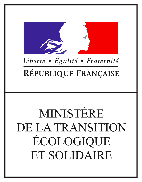 Liberté • Égalité • Fraternité
RÉPUBLIQUE FRANÇAISE
MINISTÈRE
DE LA TRANSITION
ÉCOLOGIQUE
ET SOLIDAIRE